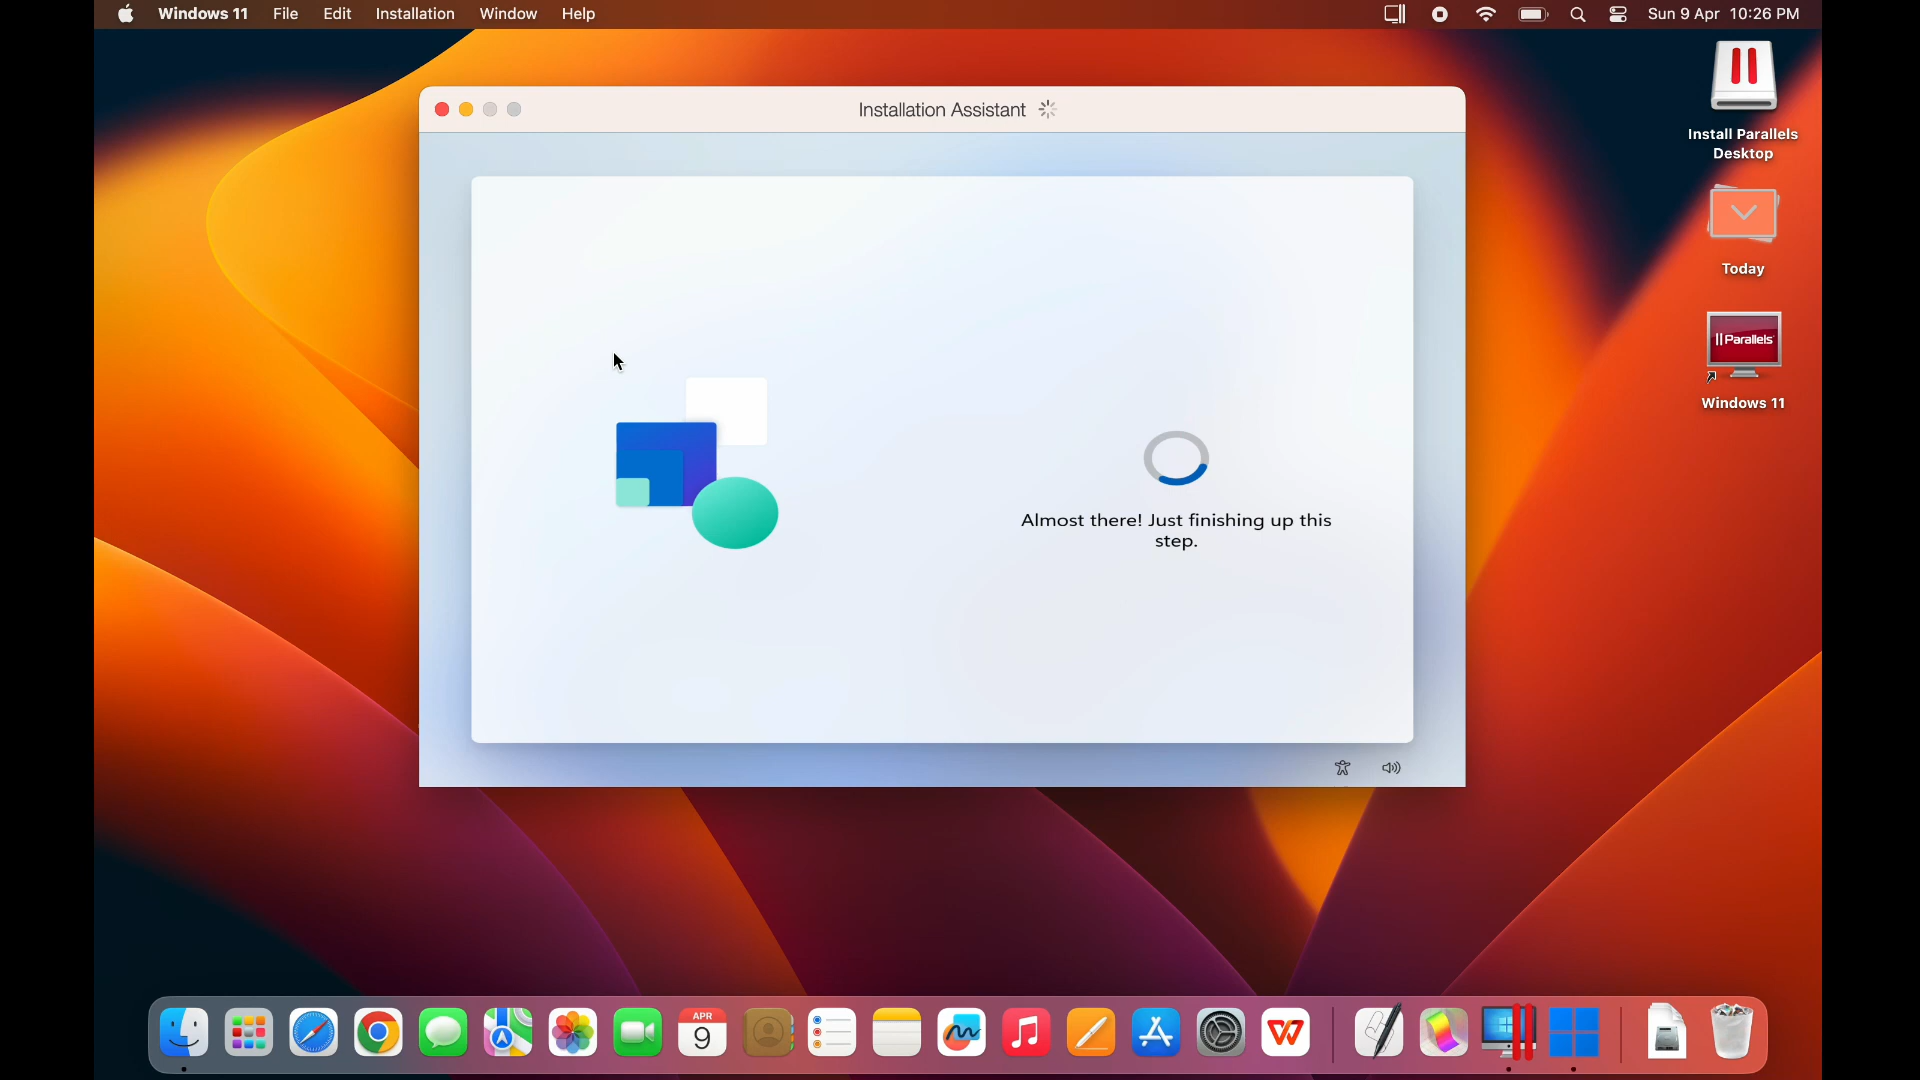 Windows 11 File Edit Installation Window Help Sun 9 Apr 10:26 PM
Installation Assistant
Install Parallels
Desktop
Today
Parallels
Windows 11
Almost there! Just finishing up this
step.
APR
9